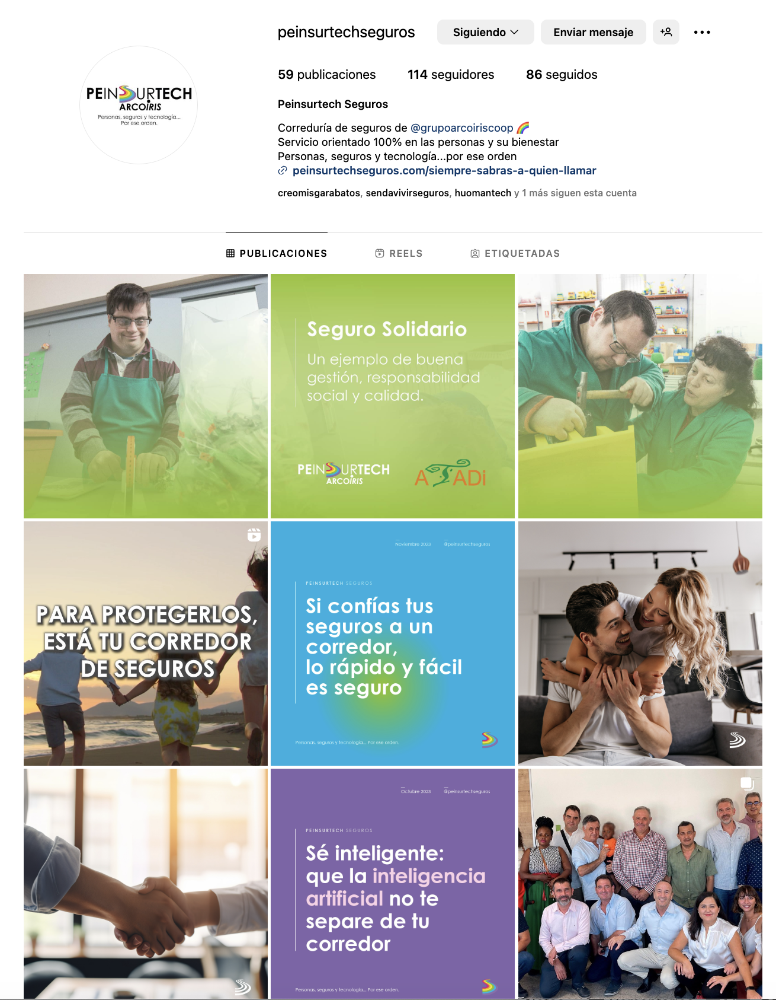 peinsurtechseguros
Siguiendo
Enviar mensaje
59 publicaciones
114 seguidores
86 seguidos
PEINSURTECH
ARCOÍRIS
Personas, seguros y tecnología...
Por ese orden.
Peinsurtech Seguros
Correduría de seguros de @grupoarcoiriscoop
Servicio orientado 100% en las personas y su bienestar
Personas, seguros y tecnología...por ese orden
peinsurtechseguros.com/siempre-sabras-a-quien-llamar
creomisgarabatos, sendavivirseguros, huomantech y 1 más siguen esta cuenta
PUBLICACIONES
REELS
ETIQUETADAS
Seguro Solidario
Un ejemplo de buena
gestión, responsabilidad
social y calidad.
PEINSURTECH
ARCOÍRIS
ATADi
PARA PROTEGERLOS,
ESTÁ TU CORREDOR
DE SEGUROS
Noviembre 2023
@peinsurtechseguros
PEINSURTECH SEGUROS
Si confías tus
seguros a un
corredor,
lo rápido y fácil
es seguro
Personas, seguros y tecnología... Por ese orden.
Octubre 2023
@peinsurtechseguros
PEINSURTECH SEGUROS
Sé inteligente:
que la inteligencia
artificial no te
separe de tu
corredor
Personas, seguros y tecnología... Por ese orden.